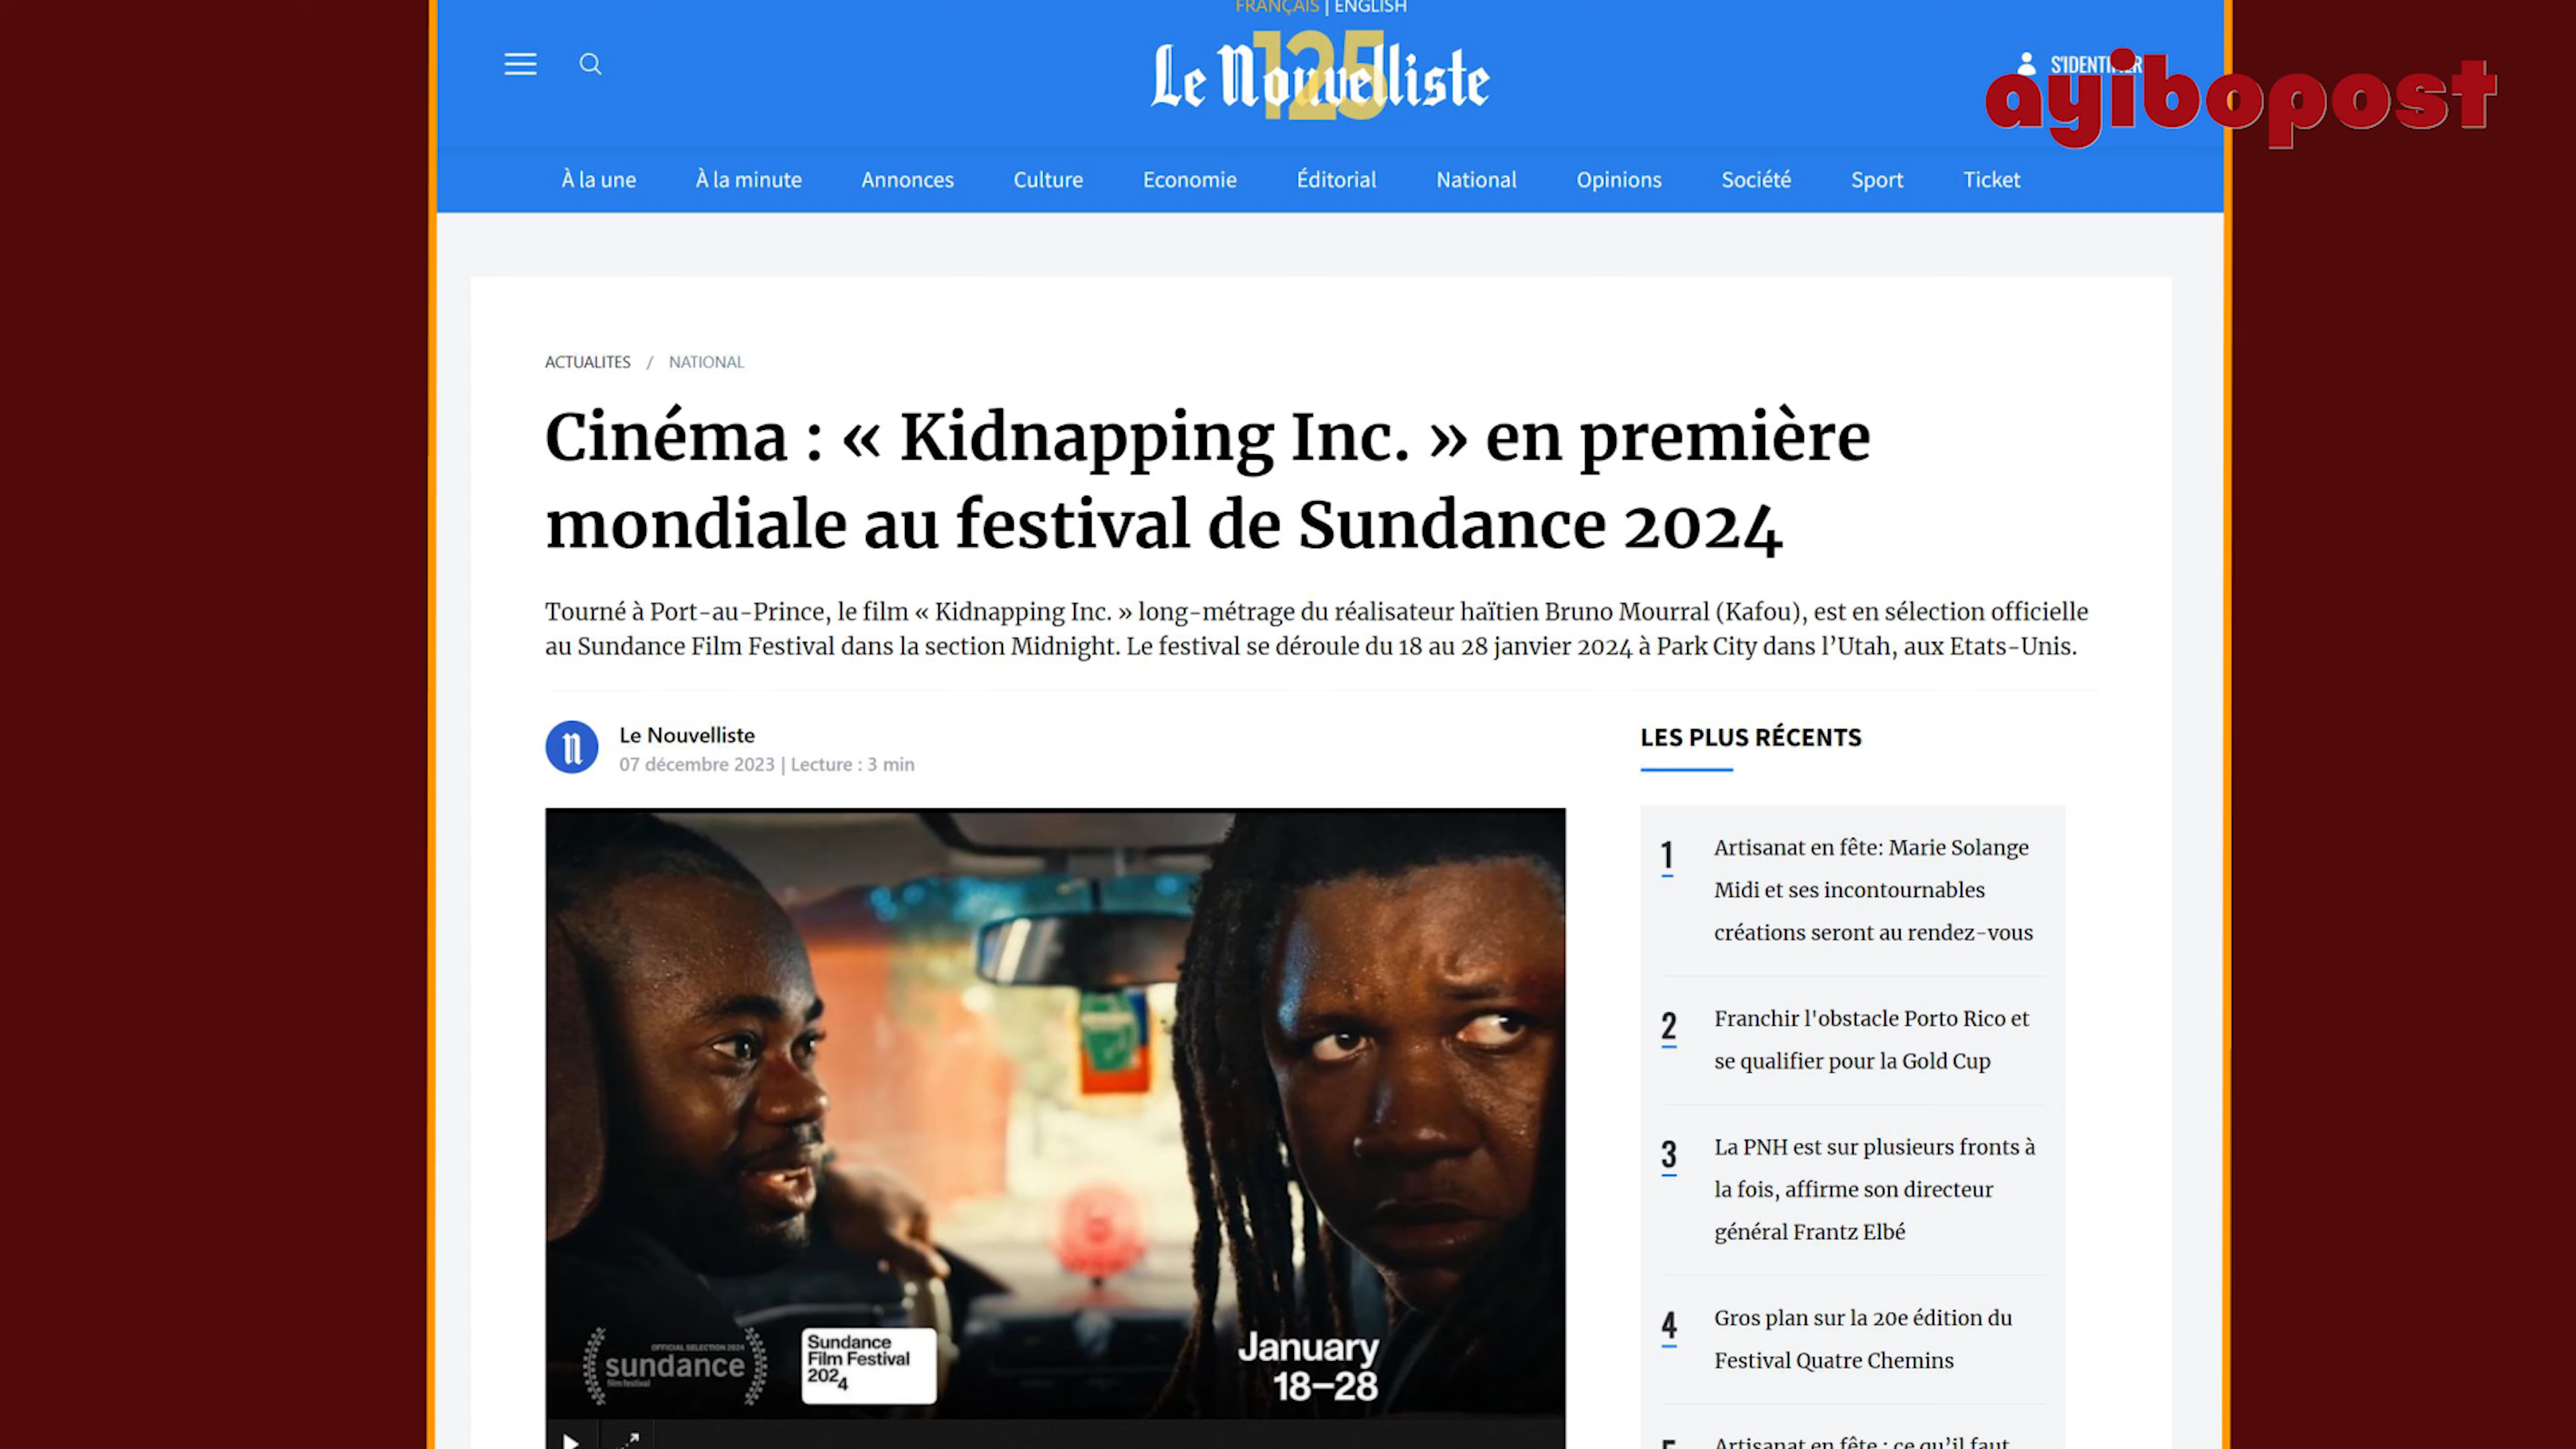 FRANÇAIS | ENGLISH
125
Le Nouvelliste
S'IDENTIFIER
ayibopost
À la une
À la minute
Annonces
Culture
Economie
Éditorial
National
Opinions
Société
Sport
Ticket
ACTUALITES / NATIONAL
Cinéma : « Kidnapping Inc. » en première
mondiale au festival de Sundance 2024
Tourné à Port-au-Prince, le film « Kidnapping Inc. » long-métrage du réalisateur haïtien Bruno Mourral (Kafou), est en sélection officielle
au Sundance Film Festival dans la section Midnight. Le festival se déroule du 18 au 28 janvier 2024 à Park City dans l’Utah, aux Etats-Unis.
n
Le Nouvelliste
07 décembre 2023 | Lecture : 3 min
OFFICIAL SELECTION 2024
sundance
film festival
Sundance
Film Festival
2024
January
18–28
LES PLUS RÉCENTS
1
Artisanat en fête: Marie Solange
Midi et ses incontournables
créations seront au rendez-vous
2
Franchir l'obstacle Porto Rico et
se qualifier pour la Gold Cup
3
La PNH est sur plusieurs fronts à
la fois, affirme son directeur
général Frantz Elbé
4
Gros plan sur la 20e édition du
Festival Quatre Chemins
5
Artisanat en fête : ce qu’il faut